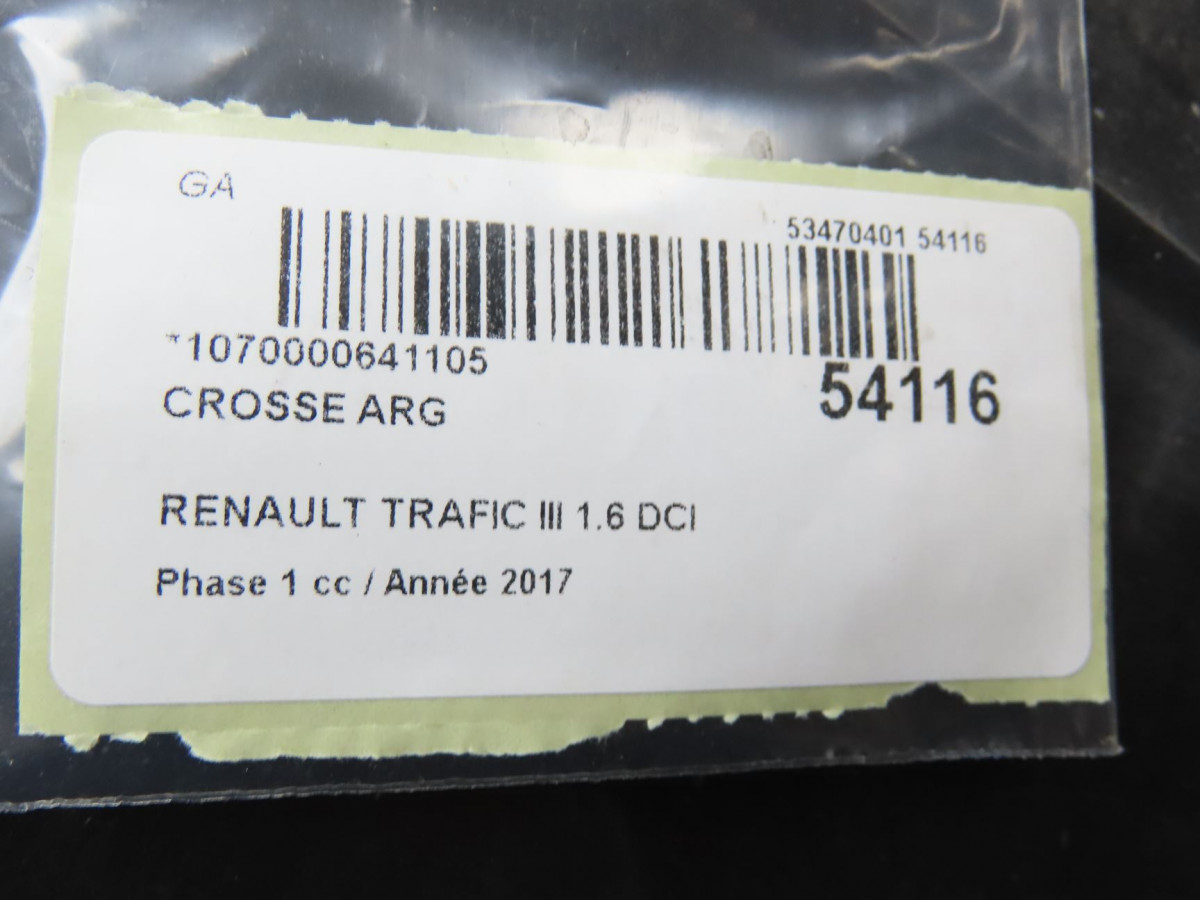 GA
53470401 54116
*1070000641105
54116
CROSSE ARG
RENAULT TRAFIC III 1.6 DCI
Phase 1 cc / Année 2017